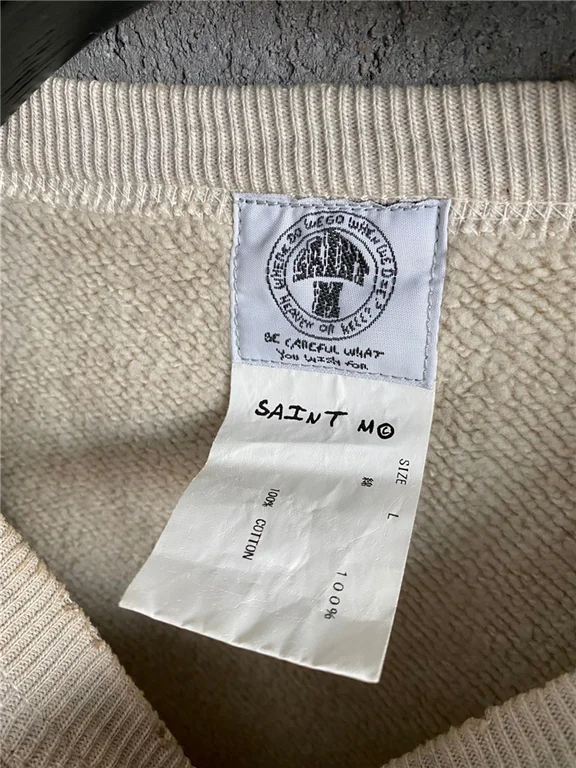 WHERE DO WE GO WHEN WE DIE?
HEAVEN OR HELL?
SAINT
M
BE CAREFUL WHAT
YOU WISH FOR
SAINT M©
SIZE L
綿 100%
100% COTTON